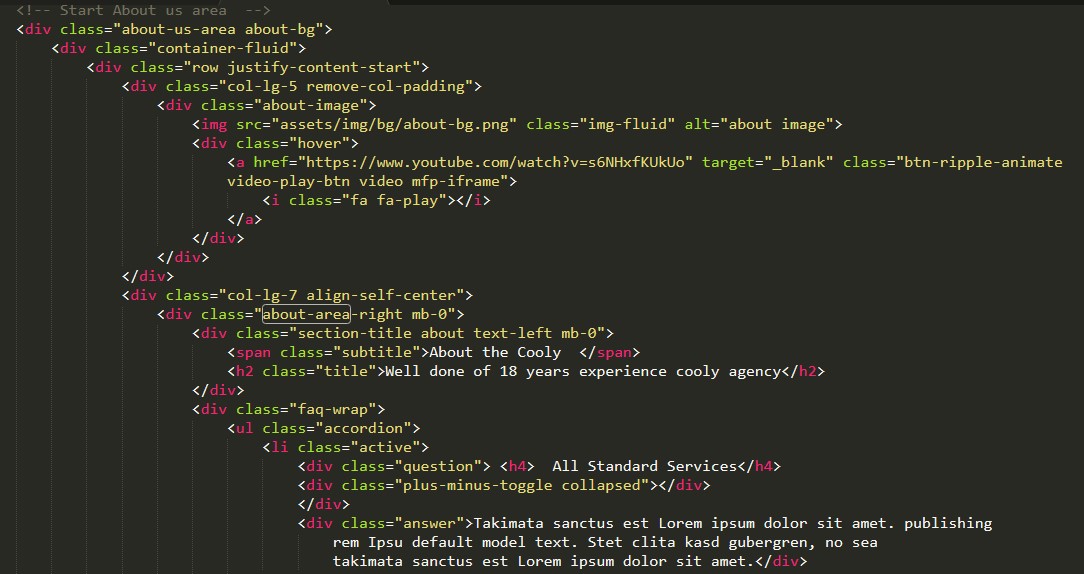 <!-- Start About us area  -->
<div class="about-us-area about-bg">
<div class="container-fluid">
<div class="row justify-content-start">
<div class="col-lg-5 remove-col-padding">
<div class="about-image">
<img src="assets/img/bg/about-bg.png" class="img-fluid" alt="about image">
<div class="hover">
<a href="https://www.youtube.com/watch?v=s6NHxfKUkUo" target="_blank" class="btn-ripple-animate
video-play-btn video mfp-iframe">
<i class="fa fa-play"></i>
</a>
</div>
</div>
</div>
<div class="col-lg-7 align-self-center">
<div class="about-area-right mb-0">
<div class="section-title about text-left mb-0">
<span class="subtitle">About the Cooly  </span>
<h2 class="title">Well done of 18 years experience cooly agency</h2>
</div>
<div class="faq-wrap">
<ul class="accordion">
<li class="active">
<div class="question"> <h4>  All Standard Services</h4>
<div class="plus-minus-toggle collapsed"></div>
</div>
<div class="answer">Takimata sanctus est Lorem ipsum dolor sit amet. publishing
rem Ipsu default model text. Stet clita kasd gubergren, no sea
takimata sanctus est Lorem ipsum dolor sit amet.</div>